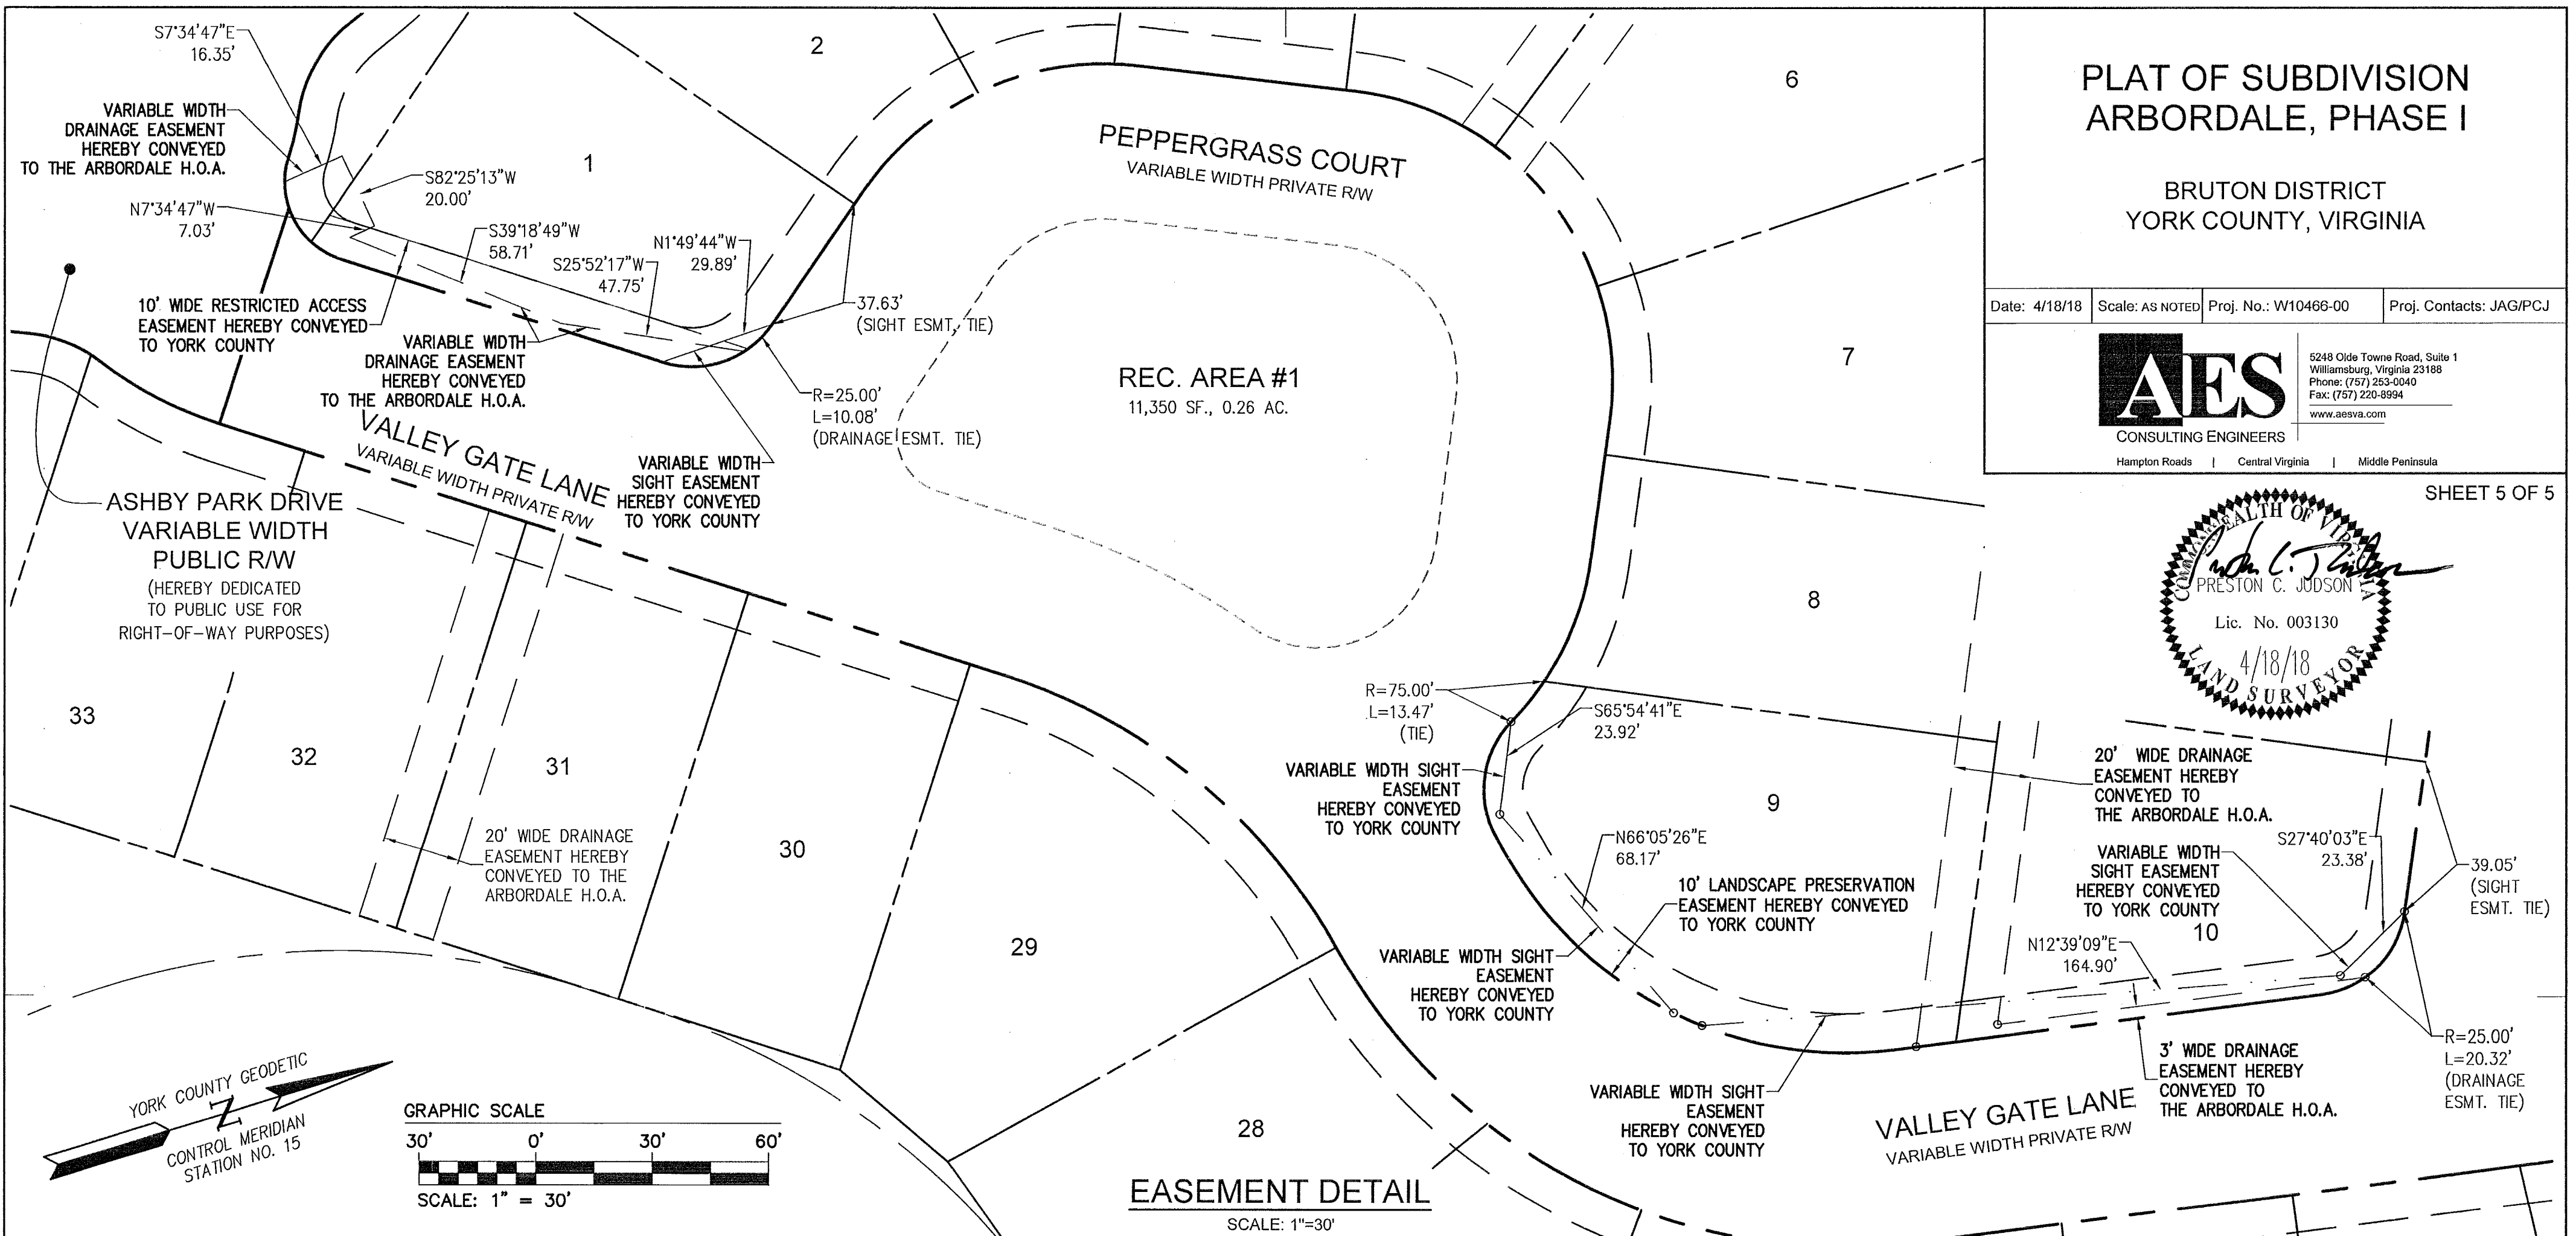 S7°34'47"E
16.35'
VARIABLE WIDTH
DRAINAGE EASEMENT
HEREBY CONVEYED
TO THE ARBORDALE H.O.A.
N7°34'47"W
7.03'
S82°25'13"W
20.00'
S39°18'49"W
58.71'
S25°52'17"W
47.75'
N1°49'44"W
29.89'
1
2
6
7
8
9
10
10' WIDE RESTRICTED ACCESS
EASEMENT HEREBY CONVEYED
TO YORK COUNTY
VARIABLE WIDTH
DRAINAGE EASEMENT
HEREBY CONVEYED
TO THE ARBORDALE H.O.A.
37.63'
(SIGHT ESMT. TIE)
R=25.00'
L=10.08'
(DRAINAGE ESMT. TIE)
VARIABLE WIDTH
SIGHT EASEMENT
HEREBY CONVEYED
TO YORK COUNTY
PEPPERGRASS COURT
VARIABLE WIDTH PRIVATE R/W
REC. AREA #1
11,350 SF., 0.26 AC.
VALLEY GATE LANE
VARIABLE WIDTH PRIVATE R/W
ASHBY PARK DRIVE
VARIABLE WIDTH
PUBLIC R/W
(HEREBY DEDICATED
TO PUBLIC USE FOR
RIGHT-OF-WAY PURPOSES)
33
32
31
30
29
28
20' WIDE DRAINAGE
EASEMENT HEREBY
CONVEYED TO THE
ARBORDALE H.O.A.
R=75.00'
L=13.47'
(TIE)
S65°54'41"E
23.92'
VARIABLE WIDTH SIGHT
EASEMENT
HEREBY CONVEYED
TO YORK COUNTY
N66°05'26"E
68.17'
10' LANDSCAPE PRESERVATION
EASEMENT HEREBY CONVEYED
TO YORK COUNTY
VARIABLE WIDTH SIGHT
EASEMENT
HEREBY CONVEYED
TO YORK COUNTY
VARIABLE WIDTH SIGHT
EASEMENT
HEREBY CONVEYED
TO YORK COUNTY
20' WIDE DRAINAGE
EASEMENT HEREBY
CONVEYED TO
THE ARBORDALE H.O.A.
VARIABLE WIDTH
SIGHT EASEMENT
HEREBY CONVEYED
TO YORK COUNTY
S27°40'03"E
23.38'
39.05'
(SIGHT
ESMT. TIE)
N12°39'09"E
164.90'
R=25.00'
L=20.32'
(DRAINAGE
ESMT. TIE)
3' WIDE DRAINAGE
EASEMENT HEREBY
CONVEYED TO
THE ARBORDALE H.O.A.
VALLEY GATE LANE
VARIABLE WIDTH PRIVATE R/W
YORK COUNTY GEODETIC
N
CONTROL MERIDIAN
STATION NO. 15
GRAPHIC SCALE
30' 0' 30' 60'
SCALE: 1" = 30'
EASEMENT DETAIL
SCALE: 1"=30'
PLAT OF SUBDIVISION
ARBORDALE, PHASE I
BRUTON DISTRICT
YORK COUNTY, VIRGINIA
Date: 4/18/18 Scale: AS NOTED Proj. No.: W10466-00 Proj. Contacts: JAG/PCJ
AES
CONSULTING ENGINEERS
5248 Olde Towne Road, Suite 1
Williamsburg, Virginia 23188
Phone: (757) 253-0040
Fax: (757) 220-8994
www.aesva.com
Hampton Roads | Central Virginia | Middle Peninsula
SHEET 5 OF 5
COMMONWEALTH OF VIRGINIA
PRESTON C. JUDSON
Lic. No. 003130
4/18/18
LAND SURVEYOR